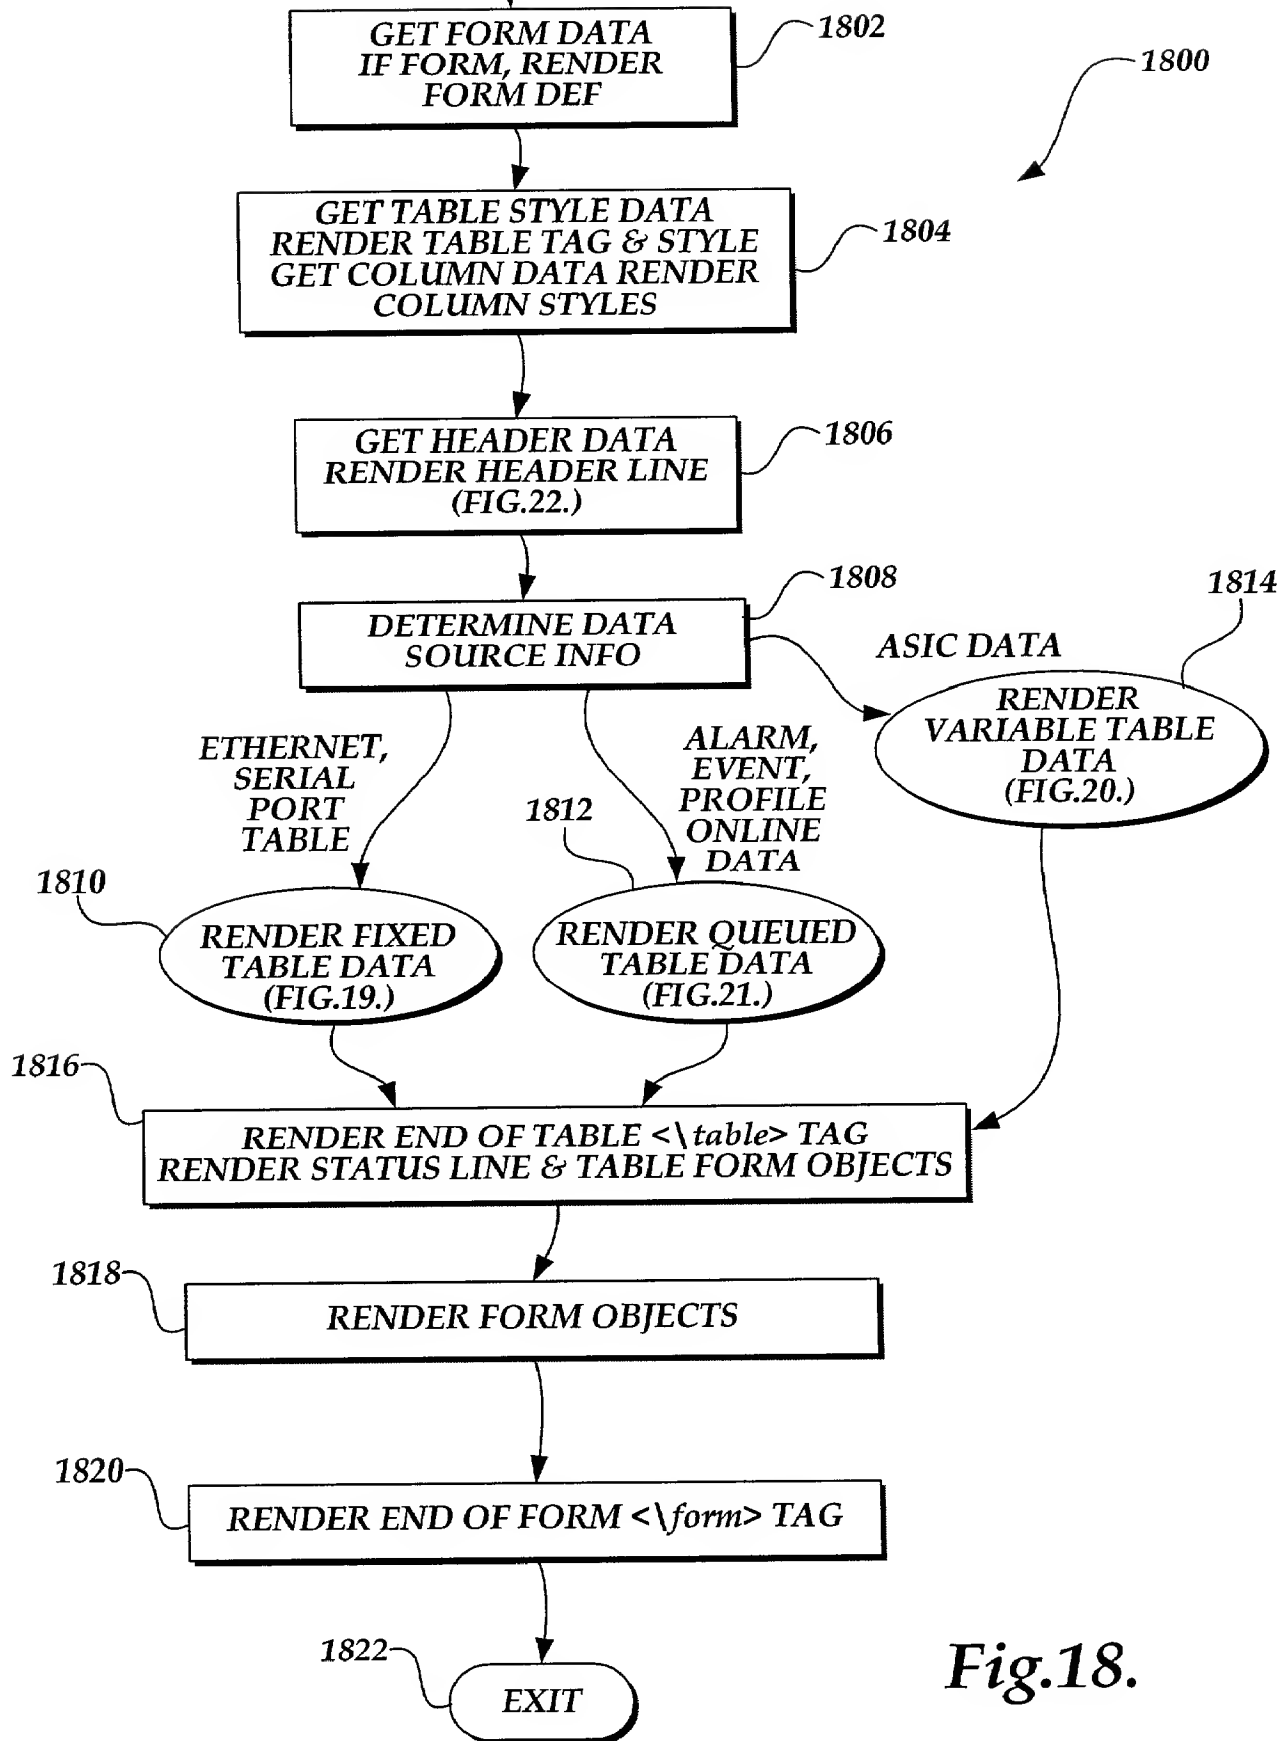 GET FORM DATA
IF FORM, RENDER
FORM DEF
1802
1800
GET TABLE STYLE DATA
RENDER TABLE TAG & STYLE
GET COLUMN DATA RENDER
COLUMN STYLES
1804
GET HEADER DATA
RENDER HEADER LINE
(FIG.22.)
1806
DETERMINE DATA
SOURCE INFO
1808
1814
ASIC DATA
RENDER
VARIABLE TABLE
DATA
(FIG.20.)
ETHERNET,
SERIAL
PORT
TABLE
ALARM,
EVENT,
PROFILE
ONLINE
DATA
1812
1810
RENDER FIXED
TABLE DATA
(FIG.19.)
RENDER QUEUED
TABLE DATA
(FIG.21.)
1816
RENDER END OF TABLE <\table> TAG
RENDER STATUS LINE & TABLE FORM OBJECTS
1818
RENDER FORM OBJECTS
1820
RENDER END OF FORM <\form> TAG
1822
EXIT
Fig.18.